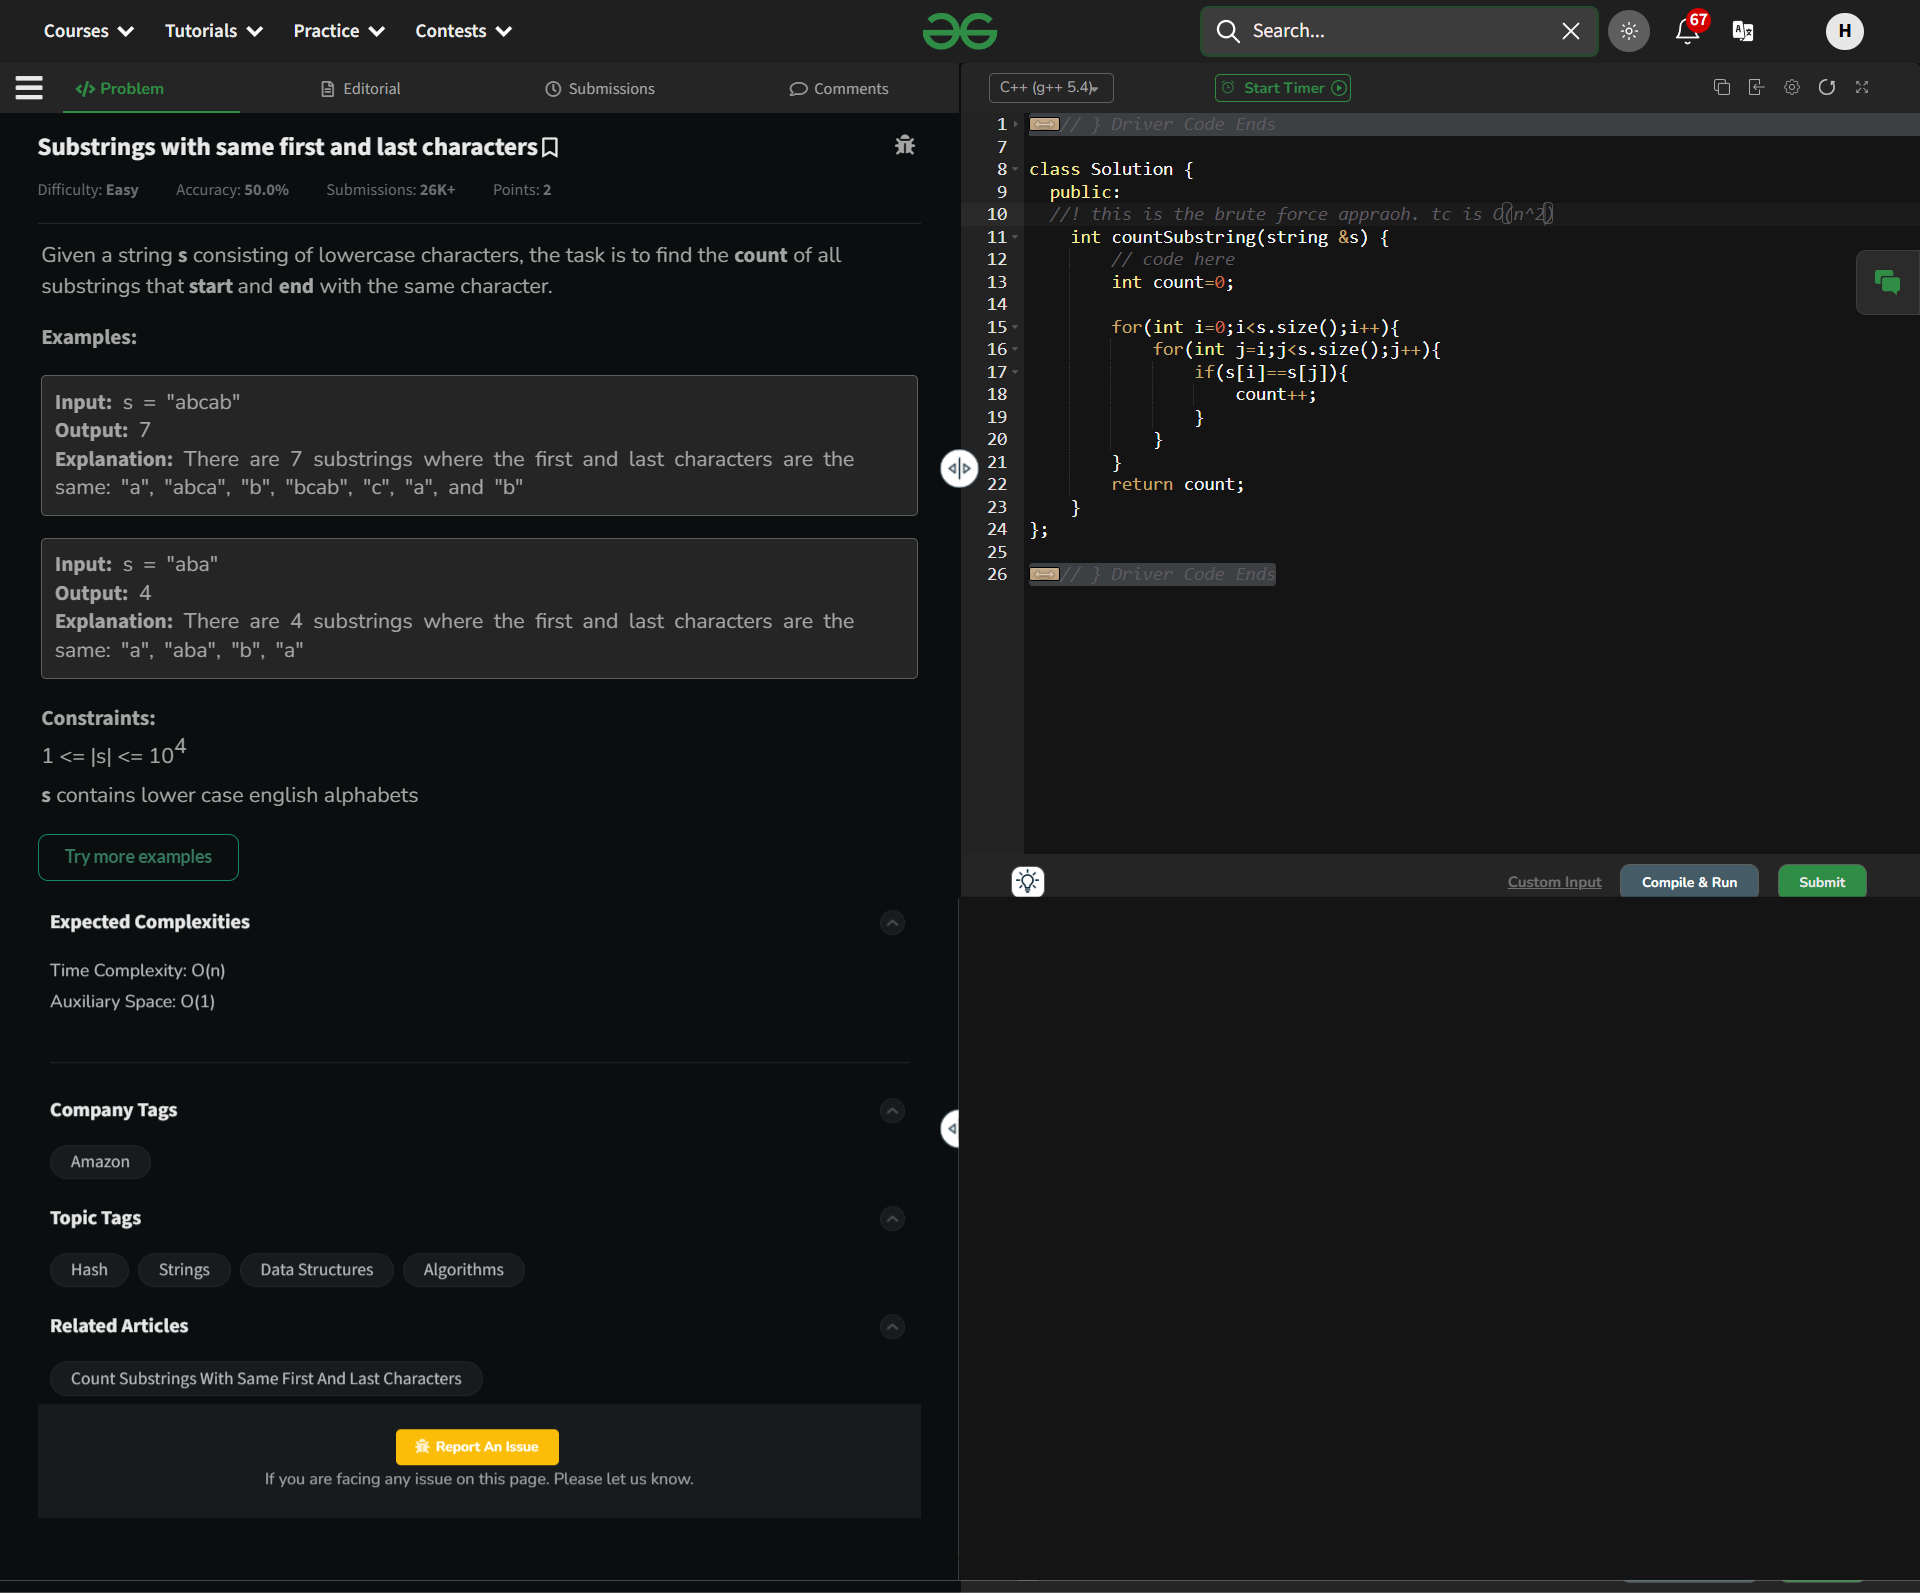 Courses Tutorials Practice Contests
Search...
67
H
</> Problem Editorial Submissions Comments
C++ (g++ 5.4) Start Timer
Substrings with same first and last characters
Difficulty: Easy Accuracy: 50.0% Submissions: 26K+ Points: 2
Given a string s consisting of lowercase characters, the task is to find the count of all
substrings that start and end with the same character.
Examples:
Input: s = "abcab"
Output: 7
Explanation: There are 7 substrings where the first and last characters are the
same: "a", "abca", "b", "bcab", "c", "a", and "b"
Input: s = "aba"
Output: 4
Explanation: There are 4 substrings where the first and last characters are the
same: "a", "aba", "b", "a"
Constraints:
1 <= |s| <= 10^4
s contains lower case english alphabets
Try more examples
Expected Complexities
Time Complexity: O(n)
Auxiliary Space: O(1)
Company Tags
Amazon
Topic Tags
Hash Strings Data Structures Algorithms
Related Articles
Count Substrings With Same First And Last Characters
Report An Issue
If you are facing any issue on this page. Please let us know.
1 // } Driver Code Ends
7
8 class Solution {
9 public:
10 //! this is the brute force appraoh. tc is O(n^2)
11 int countSubstring(string &s) {
12 // code here
13 int count=0;
14
15 for(int i=0;i<s.size();i++){
16 for(int j=i;j<s.size();j++){
17 if(s[i]==s[j]){
18 count++;
19 }
20 }
21 }
22 return count;
23 }
24 };
25
26 // } Driver Code Ends
Custom Input Compile & Run Submit